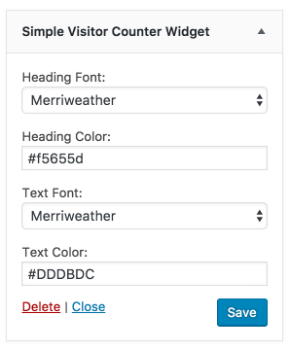 Simple Visitor Counter Widget
Heading Font:
Merriweather
Heading Color:
#f5655d
Text Font:
Merriweather
Text Color:
#DDDBDC
Delete | Close Save